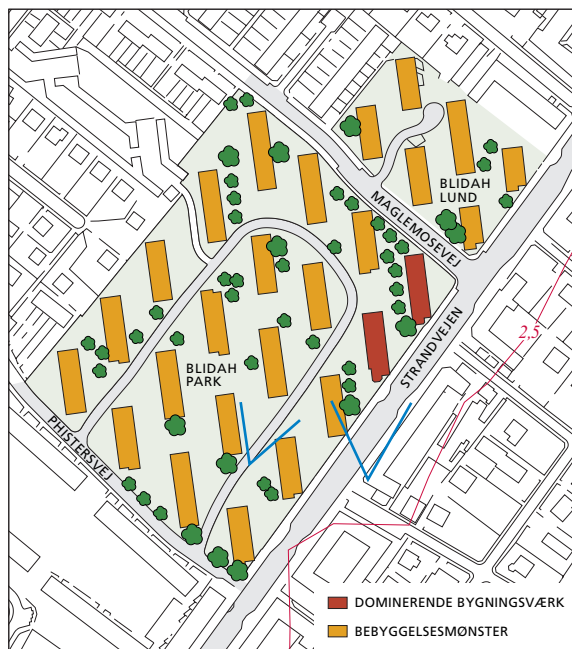 BLIDAH
LUND
MAGLEMOSEVEJ
STRANDVEJEN
2,5
BLIDAH
PARK
PHISTERSVEJ
DOMINERENDE BYGNINGSVÆRK
BEBYGGELSESMØNSTER